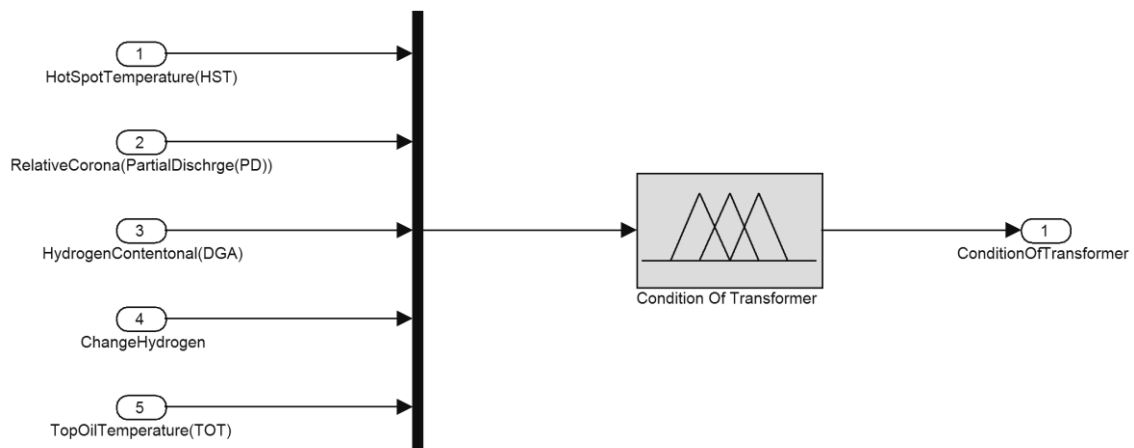 1
HotSpotTemperature(HST)
2
RelativeCorona(PartialDischrge(PD))
3
HydrogenContentonal(DGA)
4
ChangeHydrogen
5
TopOilTemperature(TOT)
Condition Of Transformer
1
ConditionOfTransformer